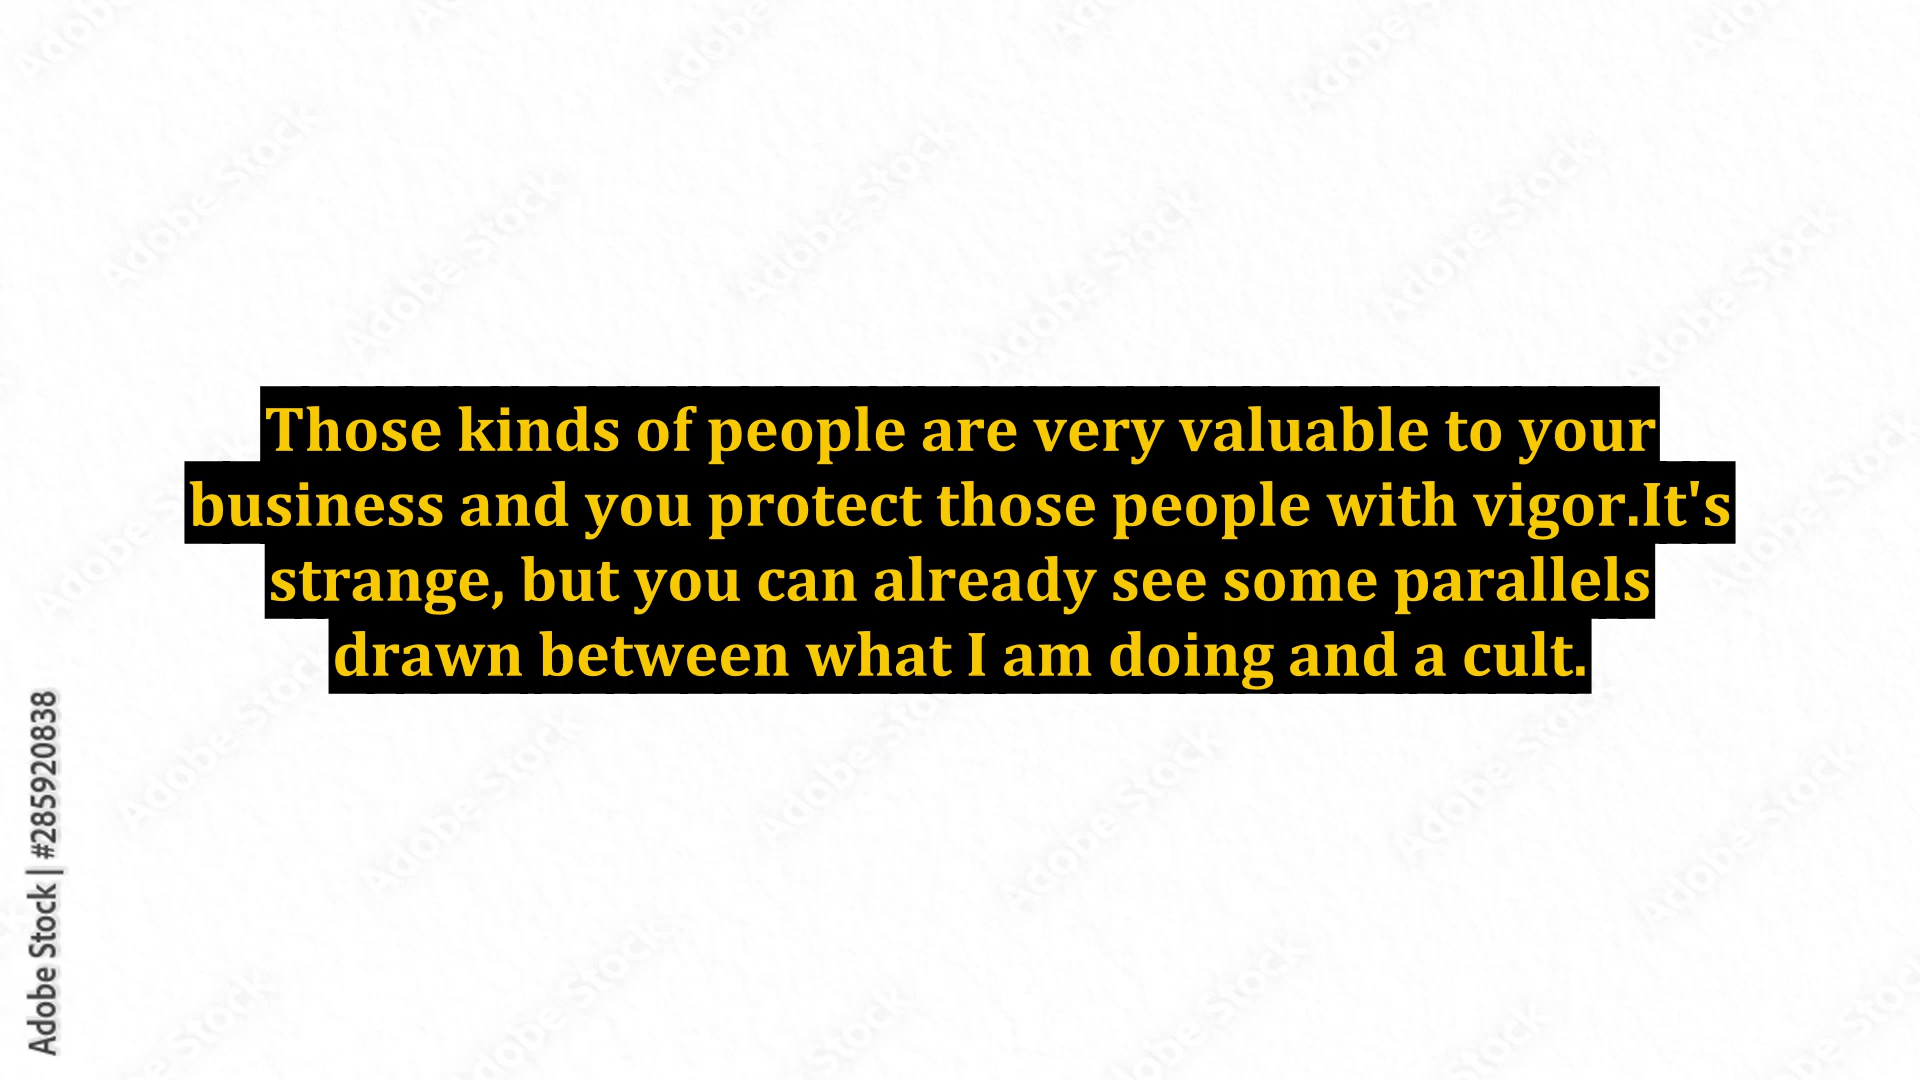 Those kinds of people are very valuable to your
business and you protect those people with vigor.It's
strange, but you can already see some parallels
drawn between what I am doing and a cult.
Adobe Stock | #285920838